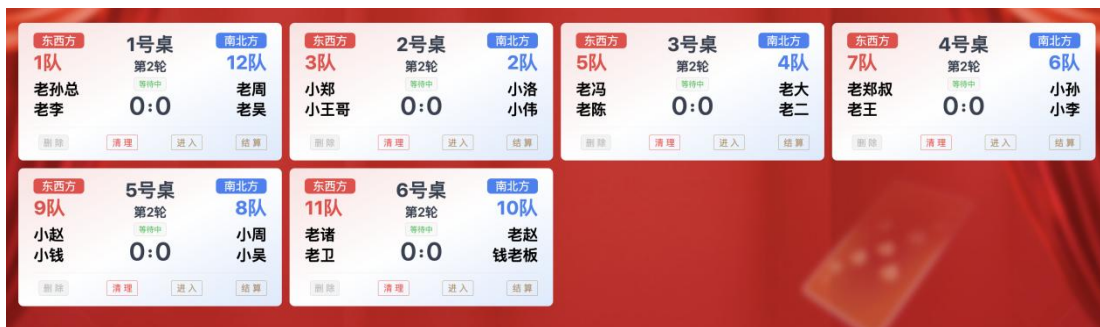 东西方 1号桌 南北方
1队 第2轮 12队
等待中
老孙总 老周
老李 0:0 老吴
删除 清理 进入 结算
东西方 2号桌 南北方
3队 第2轮 2队
等待中
小郑 小洛
小王哥 0:0 小伟
删除 清理 进入 结算
东西方 3号桌 南北方
5队 第2轮 4队
等待中
老冯 老大
老陈 0:0 老二
删除 清理 进入 结算
东西方 4号桌 南北方
7队 第2轮 6队
等待中
老郑叔 小孙
老王 0:0 小李
删除 清理 进入 结算
东西方 5号桌 南北方
9队 第2轮 8队
等待中
小赵 小周
小钱 0:0 小吴
删除 清理 进入 结算
东西方 6号桌 南北方
11队 第2轮 10队
等待中
老诸 老赵
老卫 0:0 钱老板
删除 清理 进入 结算